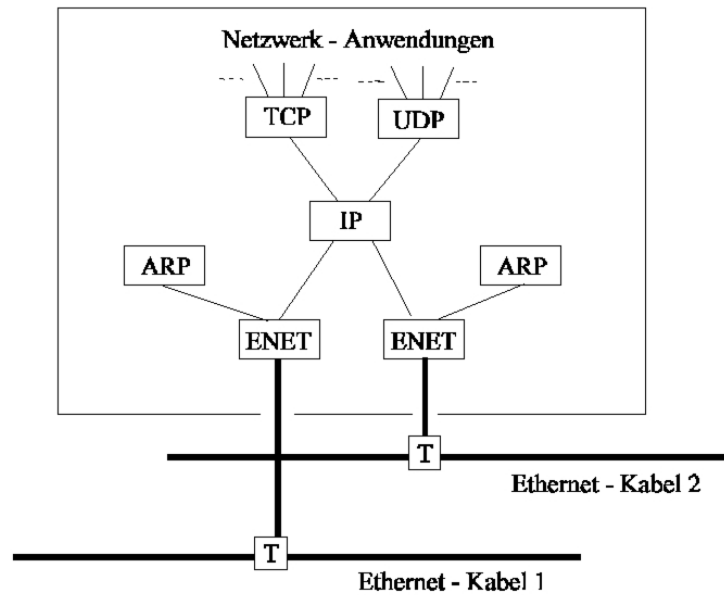 Netzwerk - Anwendungen
TCP
UDP
IP
ARP
ARP
ENET
ENET
T
Ethernet - Kabel 2
T
Ethernet - Kabel 1